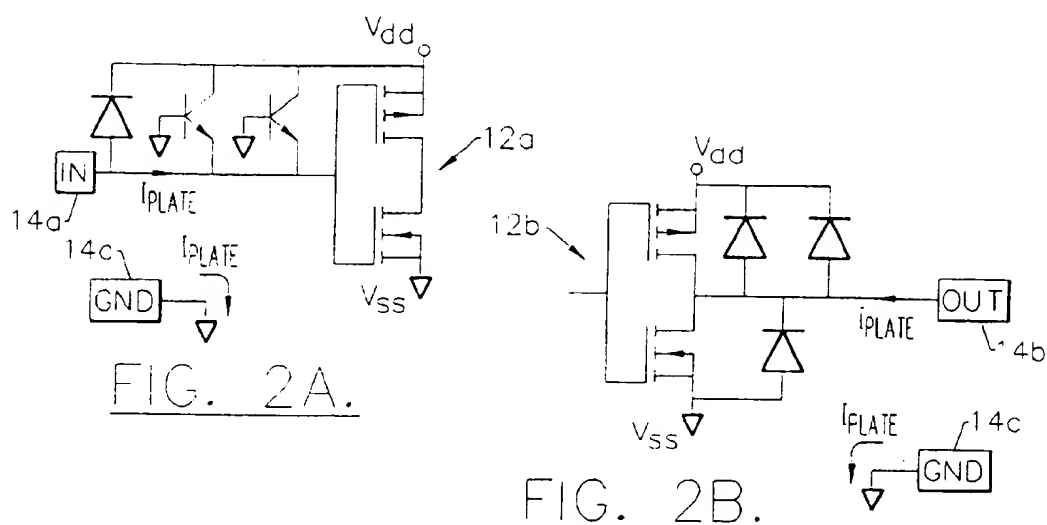 Vdd
12a
IN
14a
IPLATE
14c
IPLATE
GND
VSS
FIG. 2A.
Vdd
12b
OUT
iPLATE
14b
VSS
IPLATE
14c
GND
FIG. 2B.